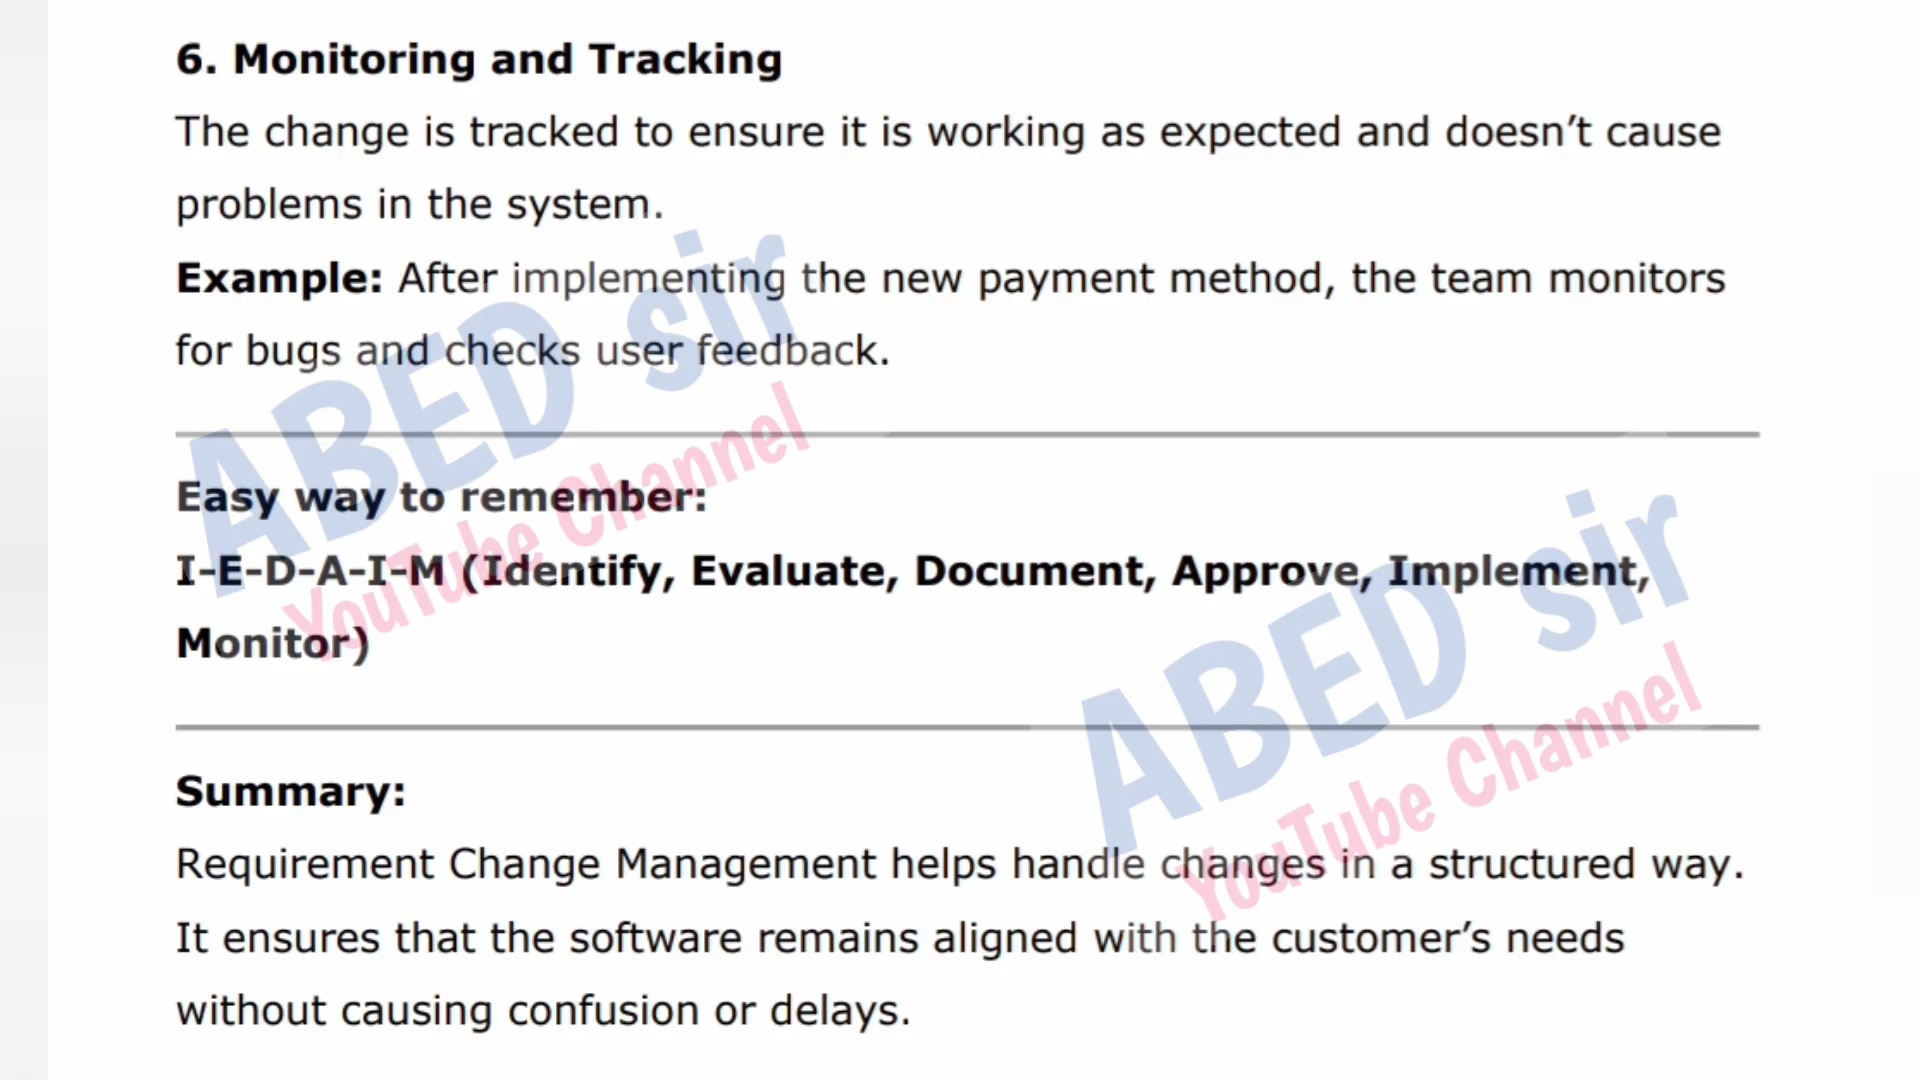 6. Monitoring and Tracking
The change is tracked to ensure it is working as expected and doesn’t cause
problems in the system.
Example: After implementing the new payment method, the team monitors
for bugs and checks user feedback.
ABED sir
YouTube Channel
Easy way to remember:
I-E-D-A-I-M (Identify, Evaluate, Document, Approve, Implement,
Monitor)
ABED sir
YouTube Channel
Summary:
Requirement Change Management helps handle changes in a structured way.
It ensures that the software remains aligned with the customer’s needs
without causing confusion or delays.